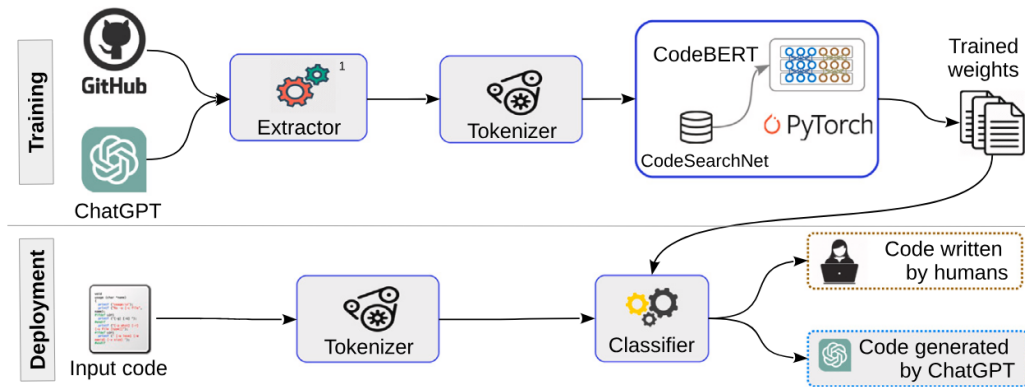 Training
GitHub
ChatGPT
1
Extractor
Tokenizer
CodeBERT
CodeSearchNet
PyTorch
Trained
weights
Deployment
Input code
Tokenizer
Classifier
Code written
by humans
Code generated
by ChatGPT